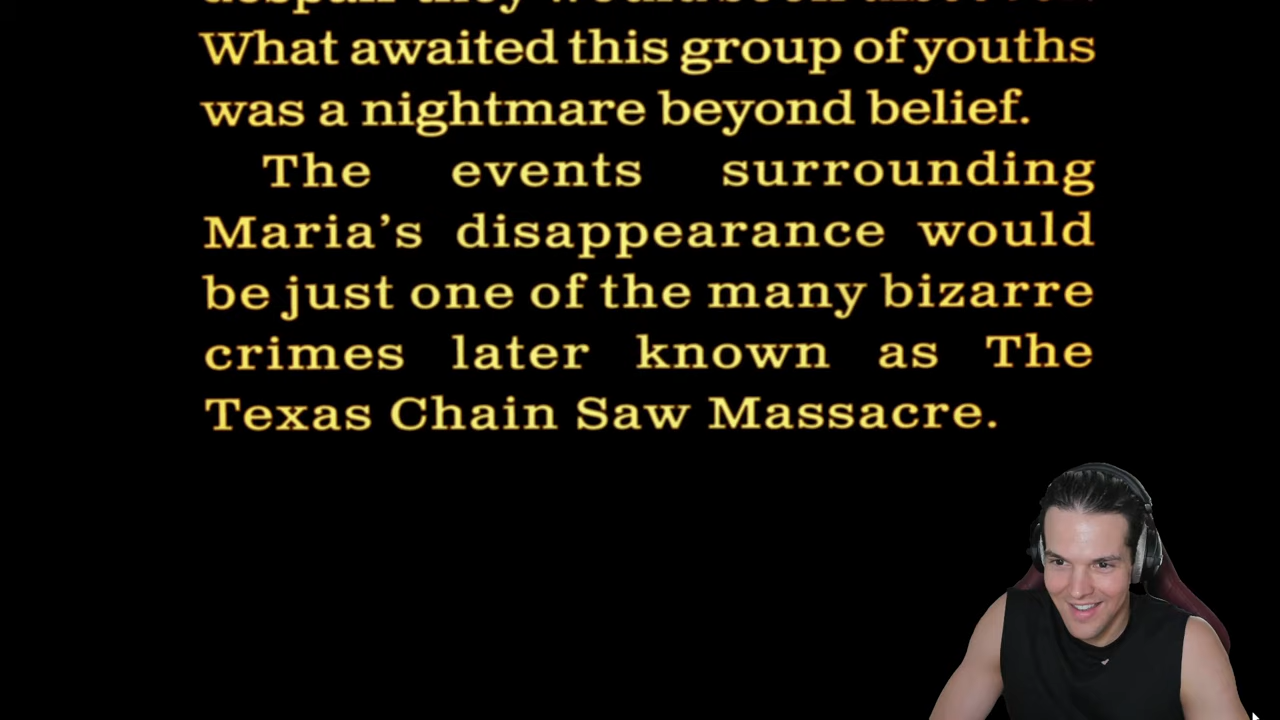 What awaited this group of youths
was a nightmare beyond belief.
The events surrounding
Maria’s disappearance would
be just one of the many bizarre
crimes later known as The
Texas Chain Saw Massacre.